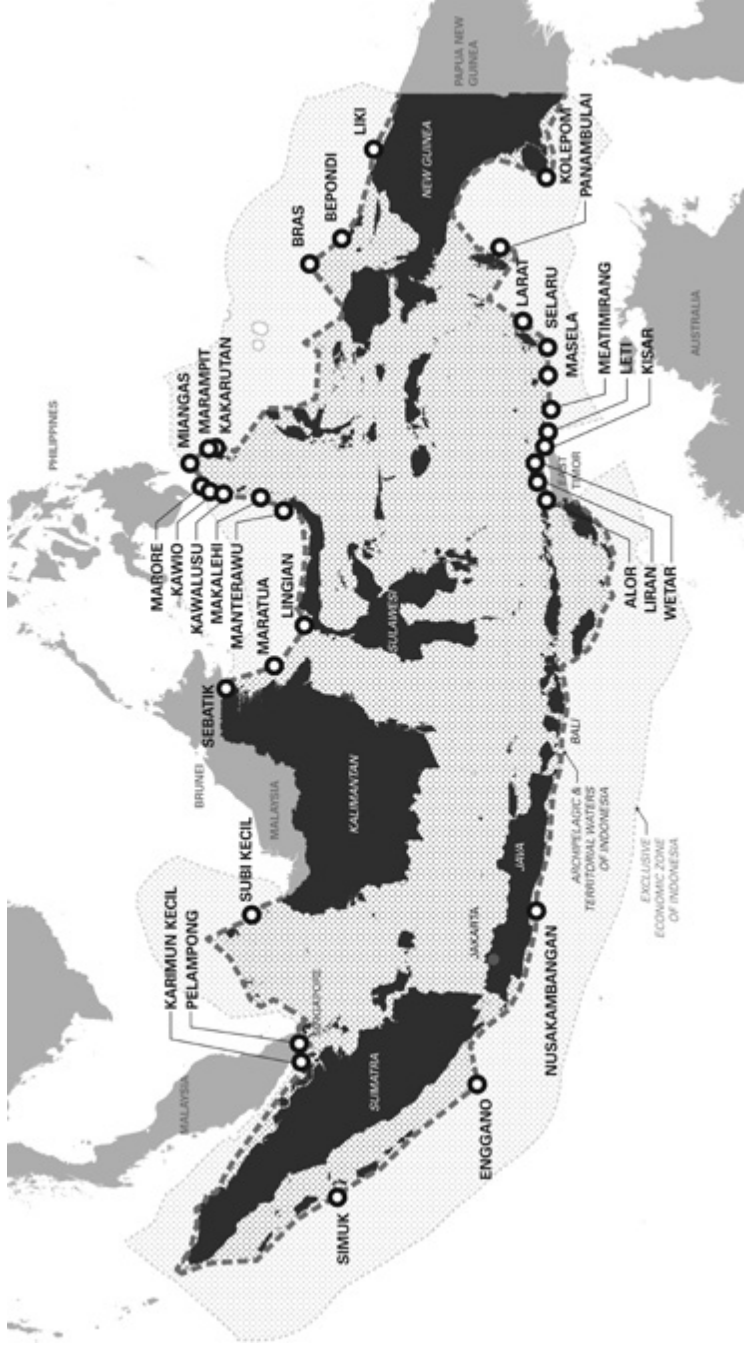 PHILIPPINES
PAPUA NEW
GUINEA
BRUNEI
MALAYSIA
MALAYSIA
SINGAPORE
KARIMUN KECIL
PELAMPONG
SUBI KECIL
SEBATIK
MARATUA
LINGIAN
MANTERAWU
MAKALEHI
KAWALUSU
KAWIO
MARORE
MIANGAS
MARAMPIT
KAKARUTAN
BRAS
BEPONDI
LIKI
SUMATRA
KALIMANTAN
SULAWESI
NEW GUINEA
JAKARTA
JAVA
BALI
SIMUK
ENGGANO
NUSAKAMBANGAN
ARCHIPELAGIC &
TERRITORIAL WATERS
OF INDONESIA
EXCLUSIVE
ECONOMIC ZONE
OF INDONESIA
ALOR
LIRAN
WETAR
EAST
TIMOR
KISAR
LETI
MEATIMIRANG
MASELA
SELARU
LARAT
PANAMBULAI
KOLEPOM
AUSTRALIA